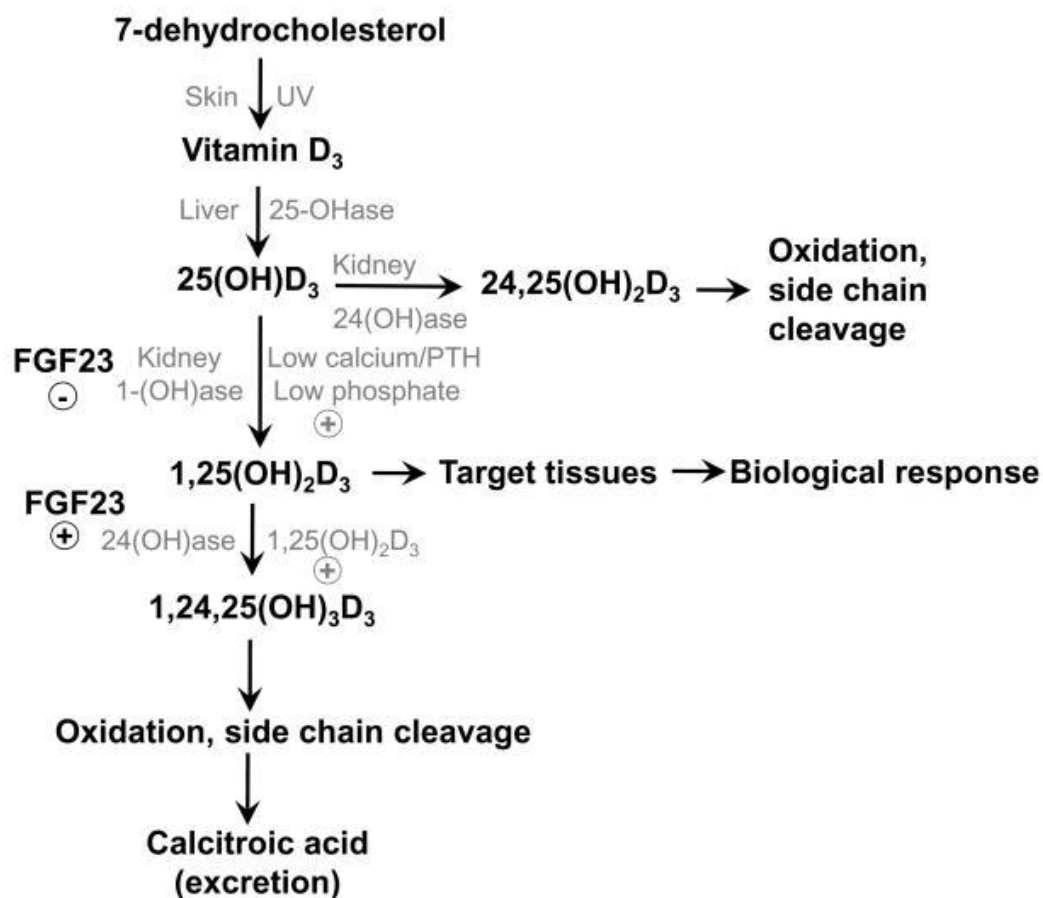 7-dehydrocholesterol
Skin UV
Vitamin D₃
Liver 25-OHase
25(OH)D₃
Kidney
24(OH)ase
24,25(OH)₂D₃
Oxidation,
side chain
cleavage
FGF23
-
Kidney
1-(OH)ase
Low calcium/PTH
Low phosphate
+
1,25(OH)₂D₃
Target tissues
Biological response
FGF23
+
24(OH)ase
1,25(OH)₂D₃
+
1,24,25(OH)₃D₃
Oxidation, side chain cleavage
Calcitroic acid
(excretion)